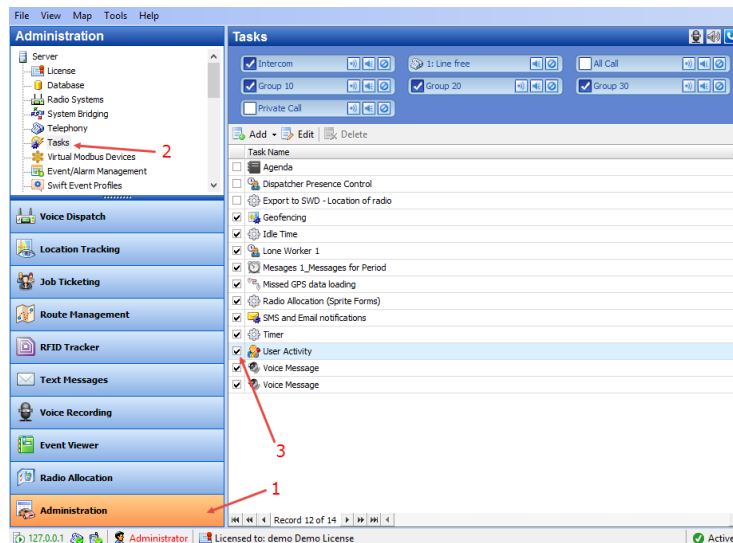 File View Map Tools Help
Administration
Server
License
Database
Radio Systems
System Bridging
Telephony
Tasks
Virtual Modbus Devices
Event/Alarm Management
Swift Event Profiles
2
Voice Dispatch
Location Tracking
Job Ticketing
Route Management
RFID Tracker
Text Messages
Voice Recording
Event Viewer
Radio Allocation
Administration
1
Tasks
Intercom
1: Line free
All Call
Group 10
Group 20
Group 30
Private Call
Add Edit Delete
Task Name
Agenda
Dispatcher Presence Control
Export to SWD - Location of radio
Geofencing
Idle Time
Lone Worker 1
Mesages 1_Messages for Period
Missed GPS data loading
Radio Allocation (Sprite Forms)
SMS and Email notifications
Timer
User Activity
Voice Message
Voice Message
3
Record 12 of 14
127.0.0.1 Administrator Licensed to: demo Demo License Active